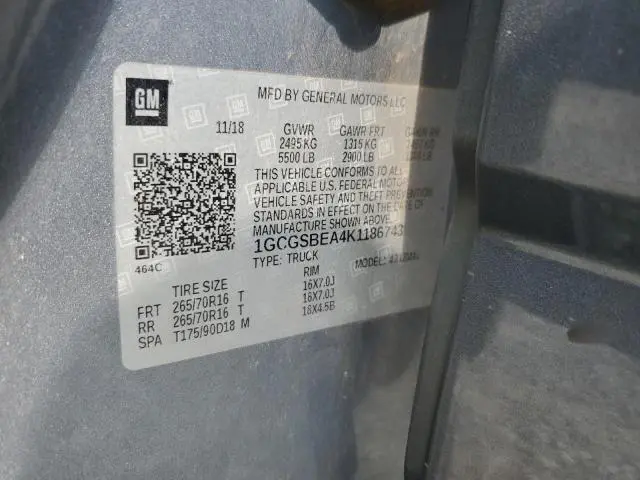 GM
MFD BY GENERAL MOTORS LLC
11/18 GVWR GAWR FRT
2495 KG 1315 KG
5500 LB 2900 LB
THIS VEHICLE CONFORMS TO ALL
APPLICABLE U.S. FEDERAL MOTOR
VEHICLE SAFETY AND THEFT PREVENTION
STANDARDS IN EFFECT ON THE DATE OF
MANUFACTURE SHOWN ABOVE.
1GCGSBEA4K1186743
464C TYPE: TRUCK MODEL:
TIRE SIZE RIM
FRT 265/70R16 T 16X7.0J
RR 265/70R16 T 16X7.0J
SPA T175/90D18 M 18X4.5B